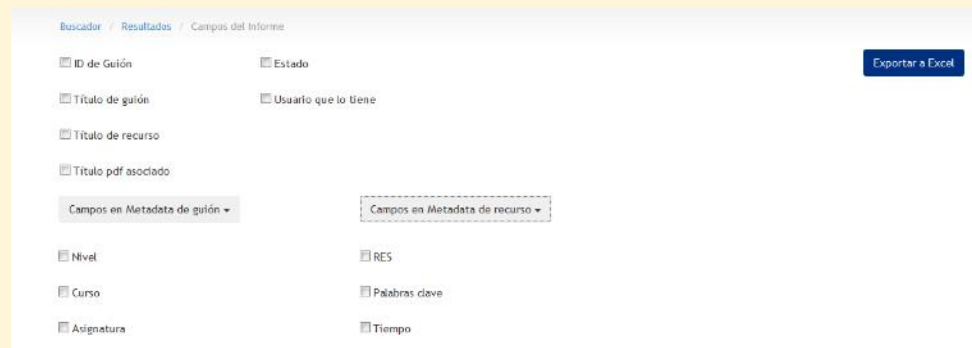 Buscador / Resultados / Campos del Informe
ID de Guión Estado Exportar a Excel
Título de guión Usuario que lo tiene
Título de recurso
Título pdf asociado
Campos en Metadata de guión Campos en Metadata de recurso
Nivel RES
Curso Palabras clave
Asignatura Tiempo